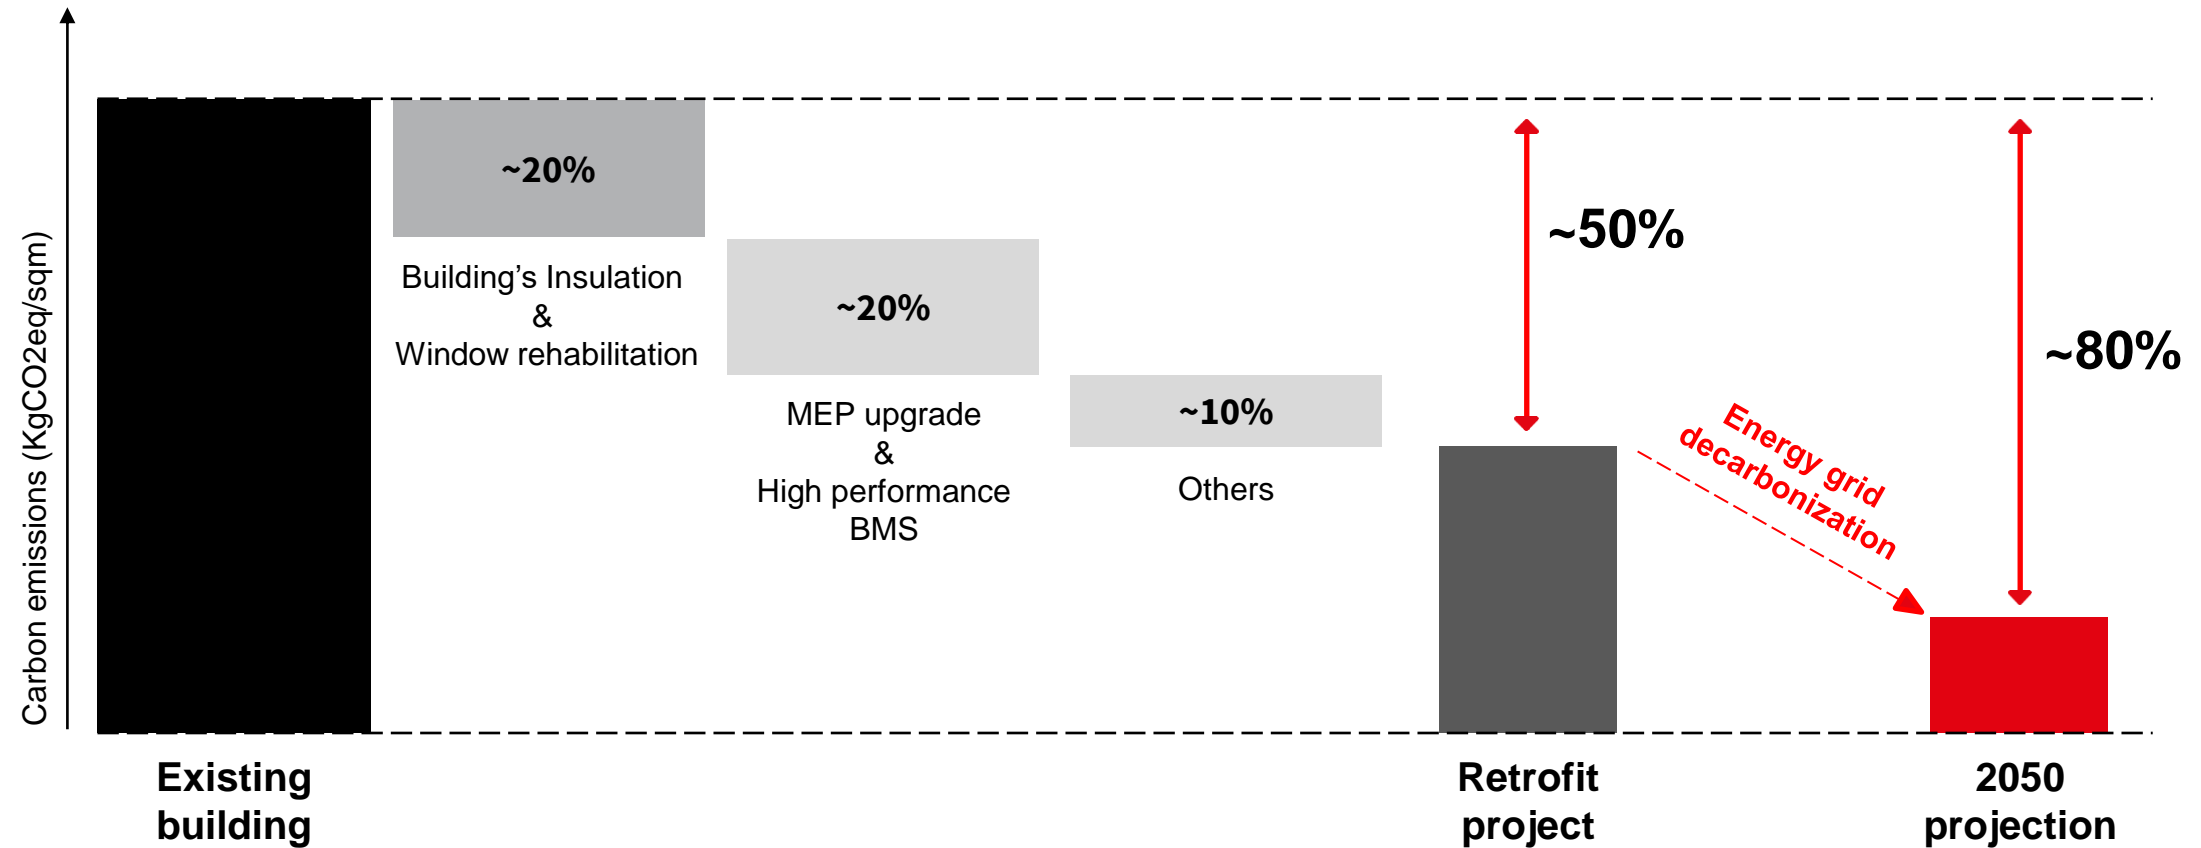 Carbon emissions (KgCO2eq/sqm)
~20%
Building’s Insulation
&
Window rehabilitation
~20%
MEP upgrade
&
High performance
BMS
~10%
Others
~50%
Energy grid
decarbonization
~80%
Existing
building
Retrofit
project
2050
projection